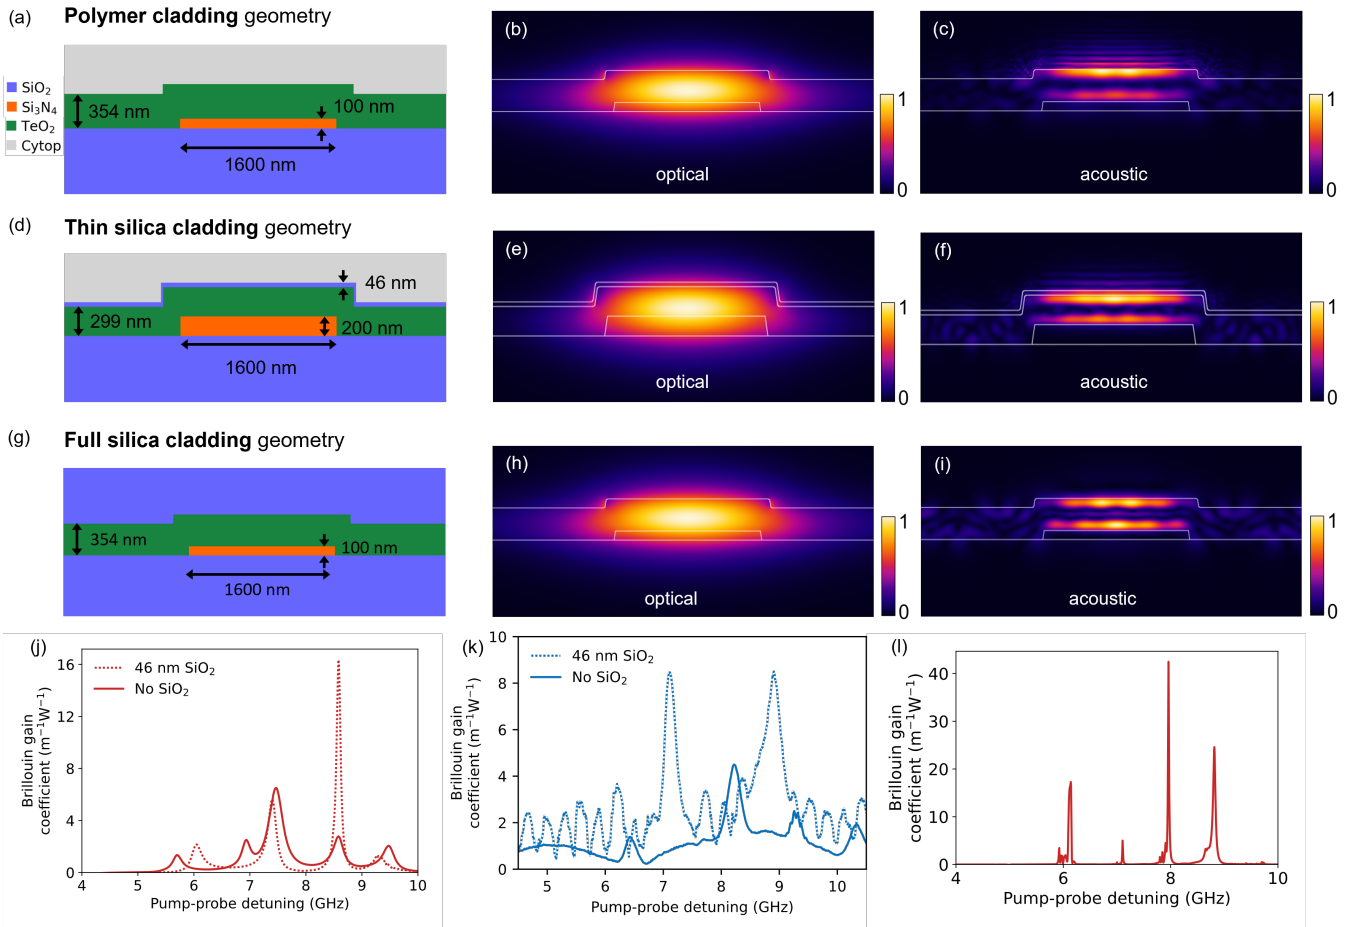 (a) Polymer cladding geometry
SiO₂
Si₃N₄
TeO₂
Cytop
354 nm
100 nm
1600 nm
(b)
optical
1
0
(c)
acoustic
1
0
(d) Thin silica cladding geometry
46 nm
299 nm
200 nm
1600 nm
(e)
optical
1
0
(f)
acoustic
1
0
(g) Full silica cladding geometry
354 nm
100 nm
1600 nm
(h)
optical
1
0
(i)
acoustic
1
0
(j)
46 nm SiO₂
No SiO₂
Brillouin gain
coefficient (m⁻¹W⁻¹)
16
12
8
4
0
4 5 6 7 8 9 10
Pump-probe detuning (GHz)
(k)
46 nm SiO₂
No SiO₂
Brillouin gain
coefficient (m⁻¹W⁻¹)
10
8
6
4
2
0
5 6 7 8 9 10
Pump-probe detuning (GHz)
(l)
Brillouin gain
coefficient (m⁻¹W⁻¹)
40
30
20
10
0
4 6 8 10
Pump-probe detuning (GHz)